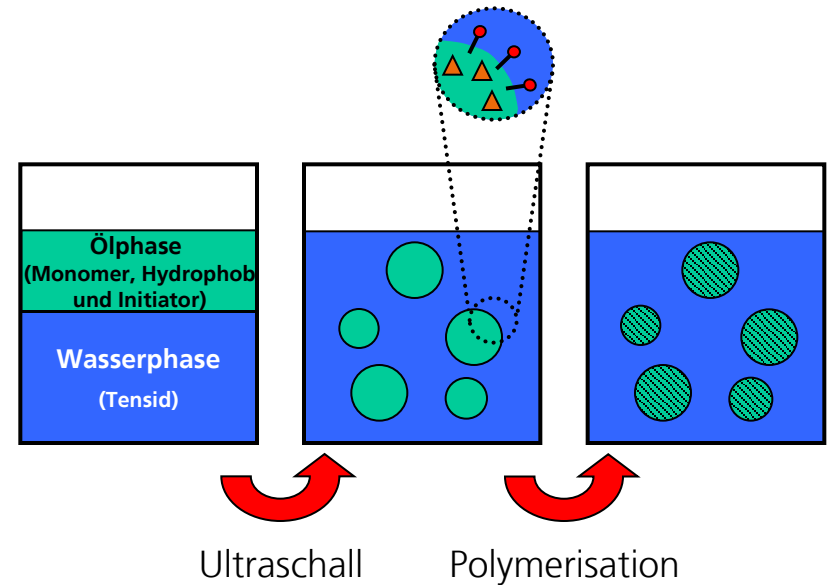 Ölphase
(Monomer, Hydrophob
und Initiator)
Wasserphase
(Tensid)
Ultraschall
Polymerisation